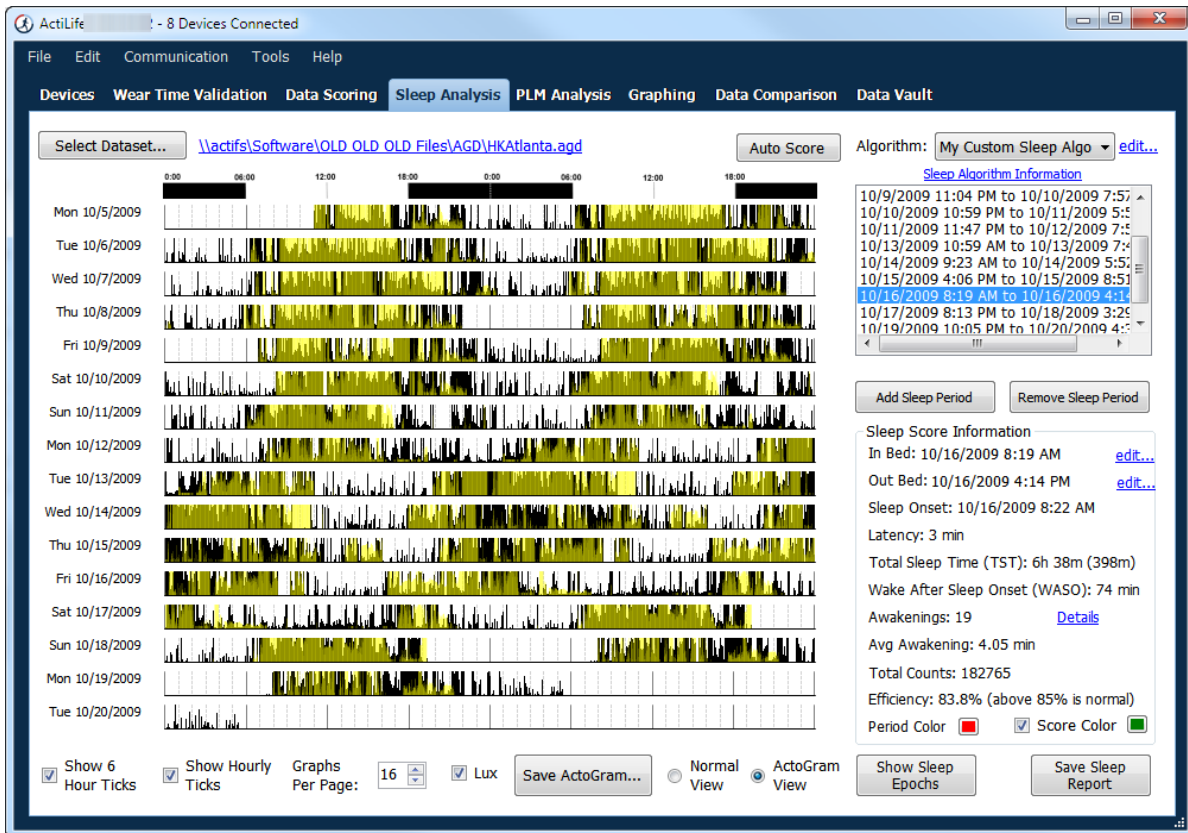 ActiLife - 8 Devices Connected
File Edit Communication Tools Help
Devices Wear Time Validation Data Scoring Sleep Analysis PLM Analysis Graphing Data Comparison Data Vault
Select Dataset... \\actifs\Software\OLD OLD OLD Files\AGD\HKAtlanta.agd Auto Score Algorithm: My Custom Sleep Algo edit...
Sleep Algorithm Information
0:00 06:00 12:00 18:00 0:00 06:00 12:00 18:00
Mon 10/5/2009
Tue 10/6/2009
Wed 10/7/2009
Thu 10/8/2009
Fri 10/9/2009
Sat 10/10/2009
Sun 10/11/2009
Mon 10/12/2009
Tue 10/13/2009
Wed 10/14/2009
Thu 10/15/2009
Fri 10/16/2009
Sat 10/17/2009
Sun 10/18/2009
Mon 10/19/2009
Tue 10/20/2009
10/9/2009 11:04 PM to 10/10/2009 7:57
10/10/2009 10:59 PM to 10/11/2009 5:5
10/11/2009 11:47 PM to 10/12/2009 7:5
10/13/2009 10:59 AM to 10/13/2009 7:4
10/14/2009 9:23 AM to 10/14/2009 5:52
10/15/2009 4:06 PM to 10/15/2009 8:51
10/16/2009 8:19 AM to 10/16/2009 4:14
10/17/2009 8:13 PM to 10/18/2009 3:29
10/19/2009 10:05 PM to 10/20/2009 4:3
Add Sleep Period Remove Sleep Period
Sleep Score Information
In Bed: 10/16/2009 8:19 AM edit...
Out Bed: 10/16/2009 4:14 PM edit...
Sleep Onset: 10/16/2009 8:22 AM
Latency: 3 min
Total Sleep Time (TST): 6h 38m (398m)
Wake After Sleep Onset (WASO): 74 min
Awakenings: 19 Details
Avg Awakening: 4.05 min
Total Counts: 182765
Efficiency: 83.8% (above 85% is normal)
Period Color Score Color
Show 6 Hour Ticks
Show Hourly Ticks
Graphs Per Page: 16
Lux
Save ActoGram...
Normal View
ActoGram View
Show Sleep Epochs
Save Sleep Report